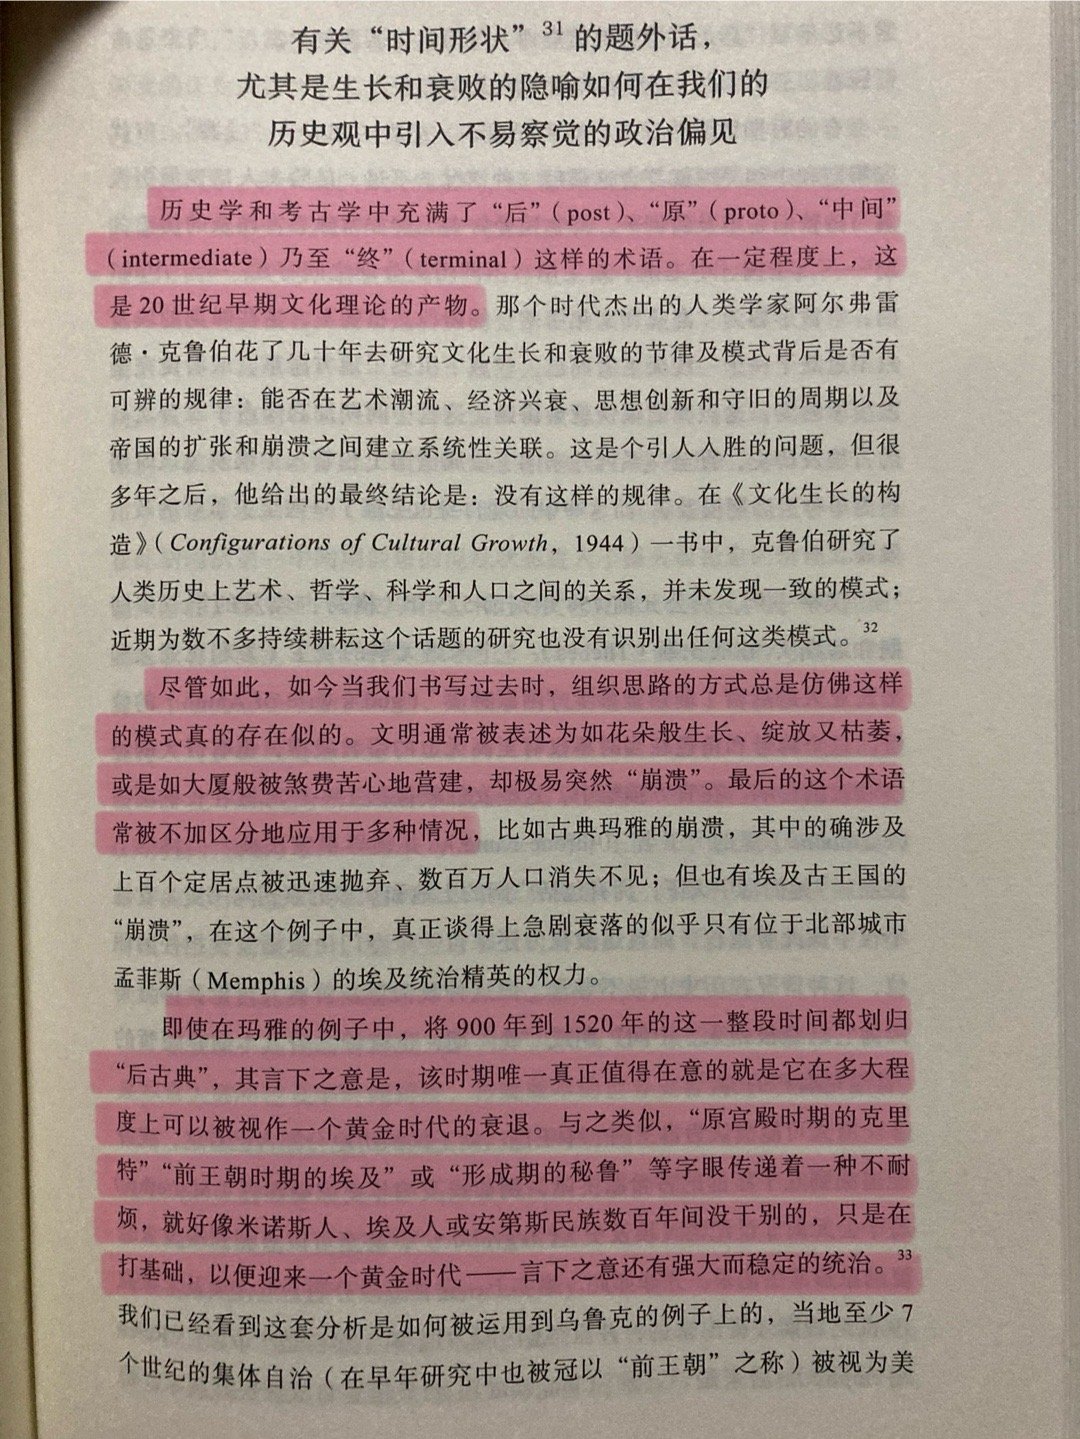 有关“时间形状”31的题外话，
尤其是生长和衰败的隐喻如何在我们的
历史观中引入不易察觉的政治偏见
历史学和考古学中充满了“后”（post）、“原”（proto）、“中间”
（intermediate）乃至“终”（terminal）这样的术语。在一定程度上，这
是20世纪早期文化理论的产物。那个时代杰出的人类学家阿尔弗雷
德·克鲁伯花了几十年去研究文化生长和衰败的节律及模式背后是否有
可辨的规律：能否在艺术潮流、经济兴衰、思想创新和守旧的周期以及
帝国的扩张和崩溃之间建立系统性关联。这是个引人入胜的问题，但很
多年之后，他给出的最终结论是：没有这样的规律。在《文化生长的构
造》（Configurations of Cultural Growth，1944）一书中，克鲁伯研究了
人类历史上艺术、哲学、科学和人口之间的关系，并未发现一致的模式；
近期为数不多持续耕耘这个话题的研究也没有识别出任何这类模式。32
尽管如此，如今当我们书写过去时，组织思路的方式总是仿佛这样
的模式真的存在似的。文明通常被表述为如花朵般生长、绽放又枯萎，
或是如大厦般被煞费苦心地营建，却极易突然“崩溃”。最后的这个术语
常被不加区分地应用于多种情况，比如古典玛雅的崩溃，其中的确涉及
上百个定居点被迅速抛弃、数百万人口消失不见；但也有埃及古王国的
“崩溃”，在这个例子中，真正谈得上急剧衰落的似乎只有位于北部城市
孟菲斯（Memphis）的埃及统治精英的权力。
即使在玛雅的例子中，将900年到1520年的这一整段时间都划归
“后古典”，其言下之意是，该时期唯一真正值得在意的就是它在多大程
度上可以被视作一个黄金时代的衰退。与之类似，“原宫殿时期的克里
特”“前王朝时期的埃及”或“形成期的秘鲁”等字眼传递着一种不耐
烦，就好像米诺斯人、埃及人或安第斯民族数百年间没干别的，只是在
打基础，以便迎来一个黄金时代——言下之意还有强大而稳定的统治。33
我们已经看到这套分析是如何被运用到乌鲁克的例子上的，当地至少7
个世纪的集体自治（在早年研究中也被冠以“前王朝”之称）被视为美